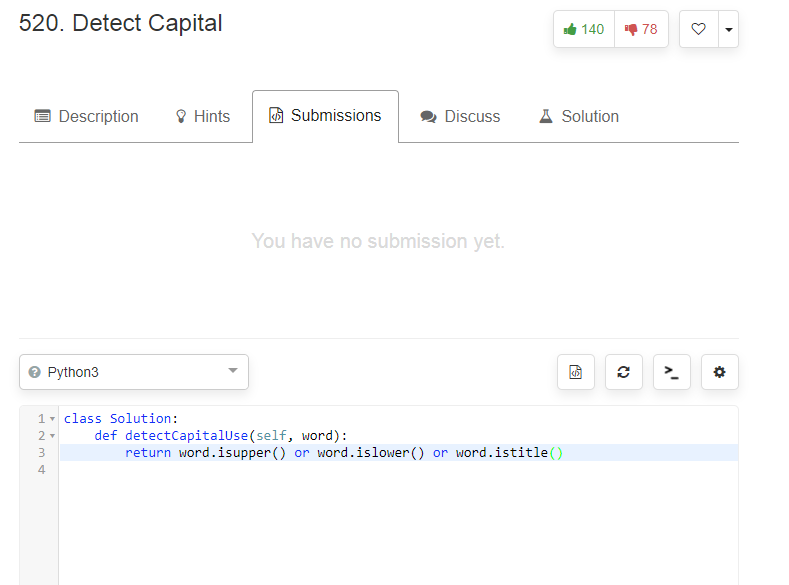 520. Detect Capital
140
78
Description
Hints
Submissions
Discuss
Solution
You have no submission yet.
Python3
1 class Solution:
2     def detectCapitalUse(self, word):
3         return word.isupper() or word.islower() or word.istitle()
4